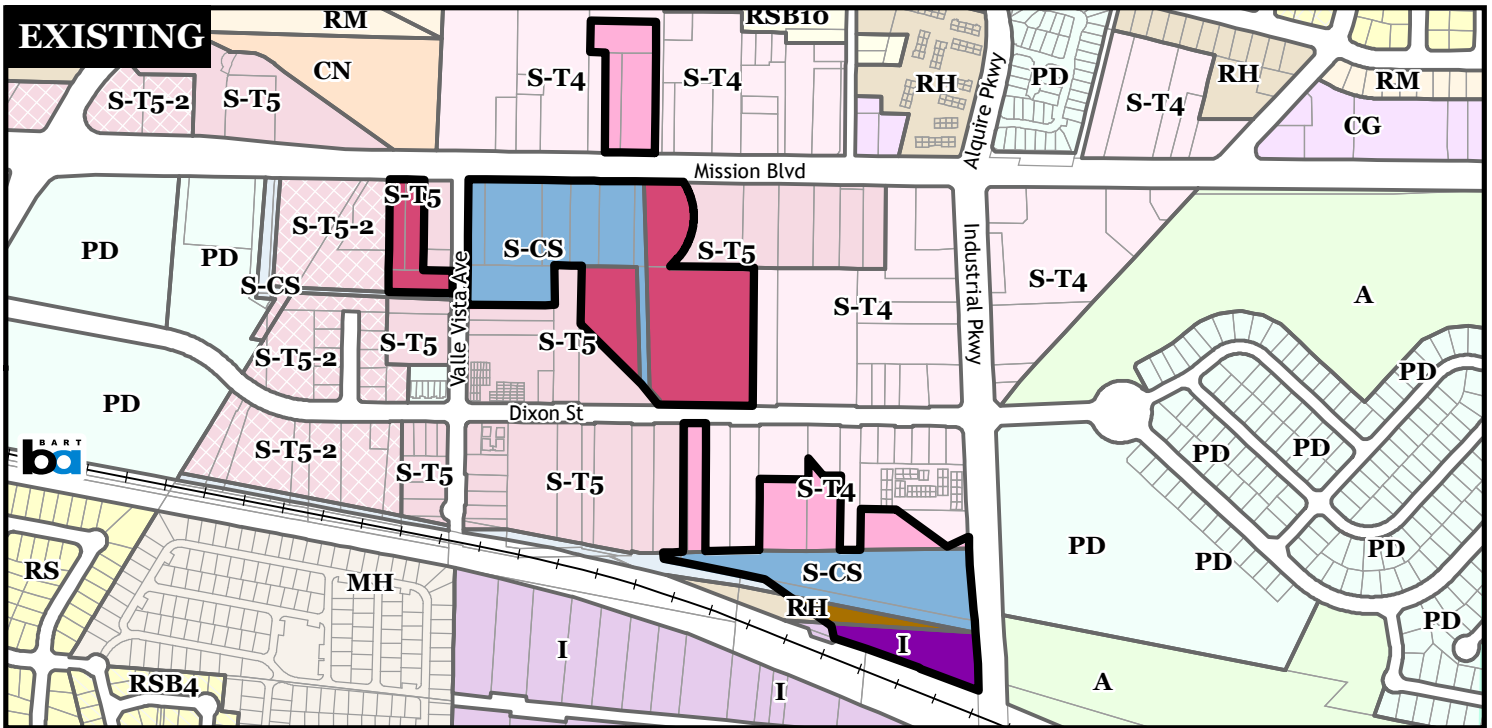 EXISTING
RM
RSB10
CN
S-T4
S-T4
RH
Alquire Pkwy
PD
RH
RM
S-T5-2
S-T5
S-T4
CG
Mission Blvd
S-T5
S-T5-2
PD
PD
S-CS
S-T5
S-CS
Valle Vista Ave
S-T4
Industrial Pkwy
S-T4
A
S-T5-2
S-T5
S-T5
PD
PD
Dixon St
BART
ba
S-T5-2
S-T5
S-T5
S-T4
PD
PD
PD
PD
PD
RS
MH
S-CS
RH
I
I
PD
RSB4
I
A